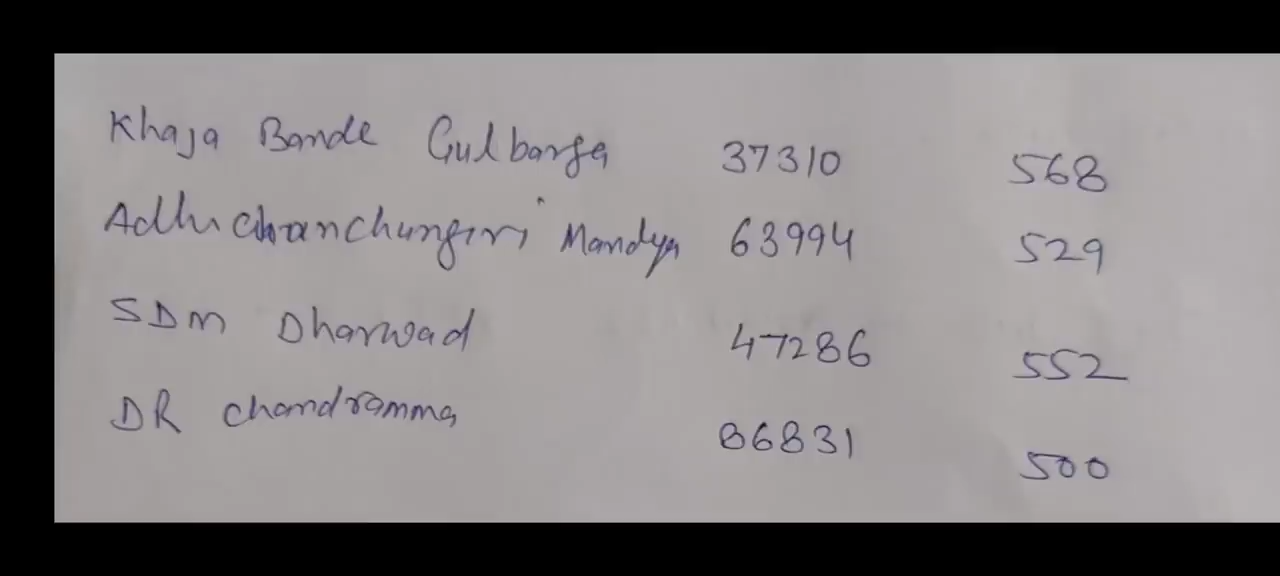 Khaja Bande Gulbarga 37310 568
Adhichanchungiri Mandya 63994 529
SDM Dharwad 47286 552
DR chandramma 86831 500